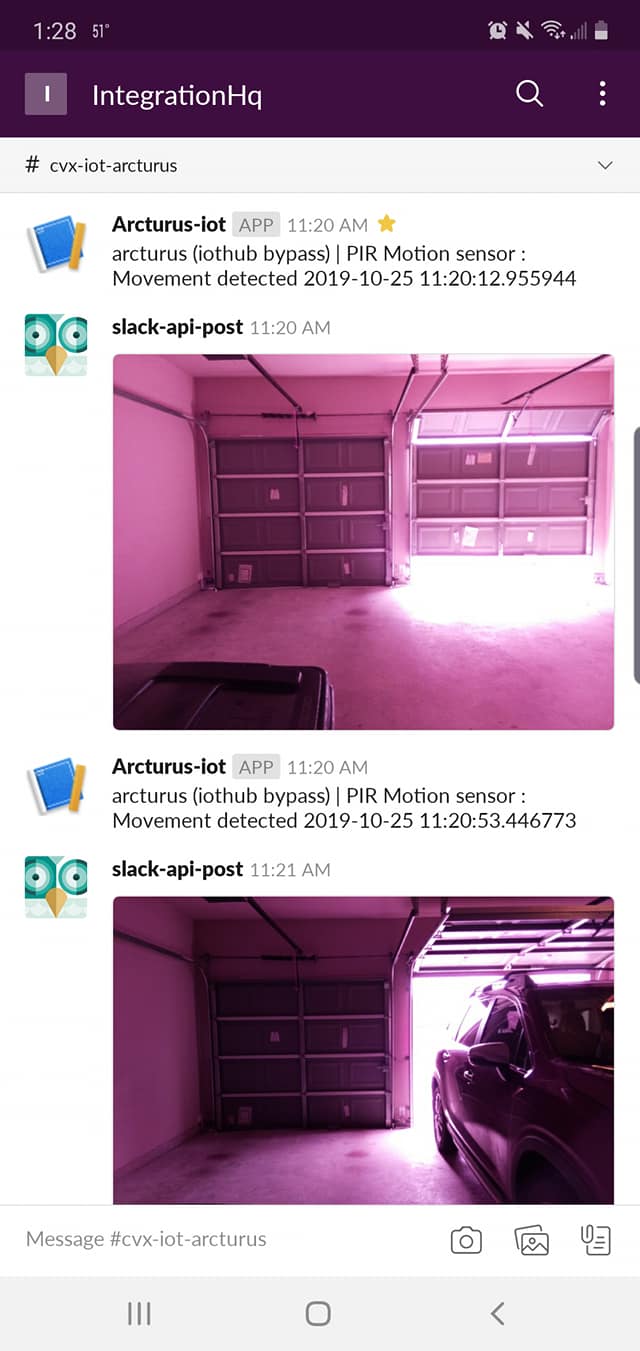 1:28 51°
I IntegrationHq
# cvx-iot-arcturus
Arcturus-iot APP 11:20 AM
arcturus (iothub bypass) | PIR Motion sensor :
Movement detected 2019-10-25 11:20:12.955944
slack-api-post 11:20 AM
Arcturus-iot APP 11:20 AM
arcturus (iothub bypass) | PIR Motion sensor :
Movement detected 2019-10-25 11:20:53.446773
slack-api-post 11:21 AM
Message #cvx-iot-arcturus